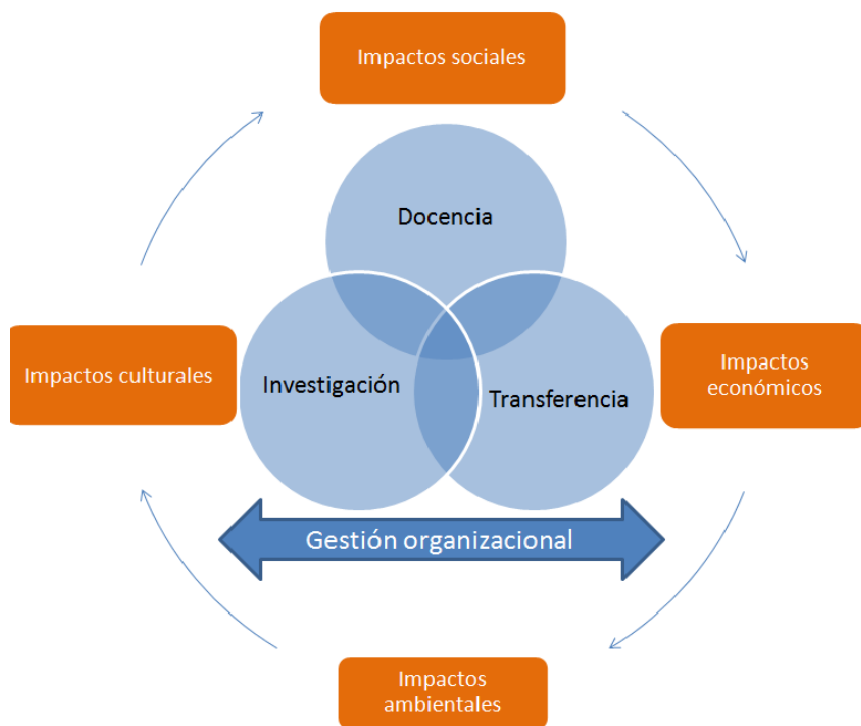 Impactos sociales
Docencia
Impactos culturales
Investigación
Transferencia
Impactos
económicos
Gestión organizacional
Impactos
ambientales